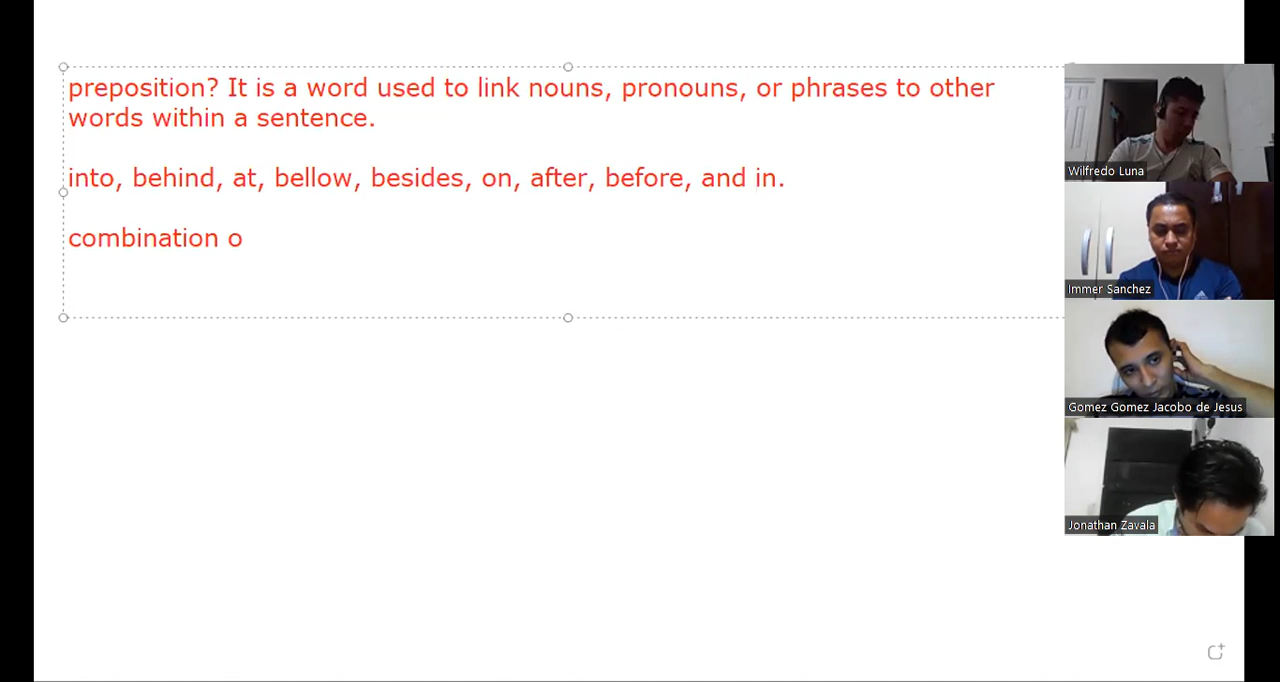 preposition? It is a word used to link nouns, pronouns, or phrases to other
words within a sentence.
into, behind, at, bellow, besides, on, after, before, and in.
combination o
Wilfredo Luna
Immer Sanchez
Gomez Gomez Jacobo de Jesus
Jonathan Zavala